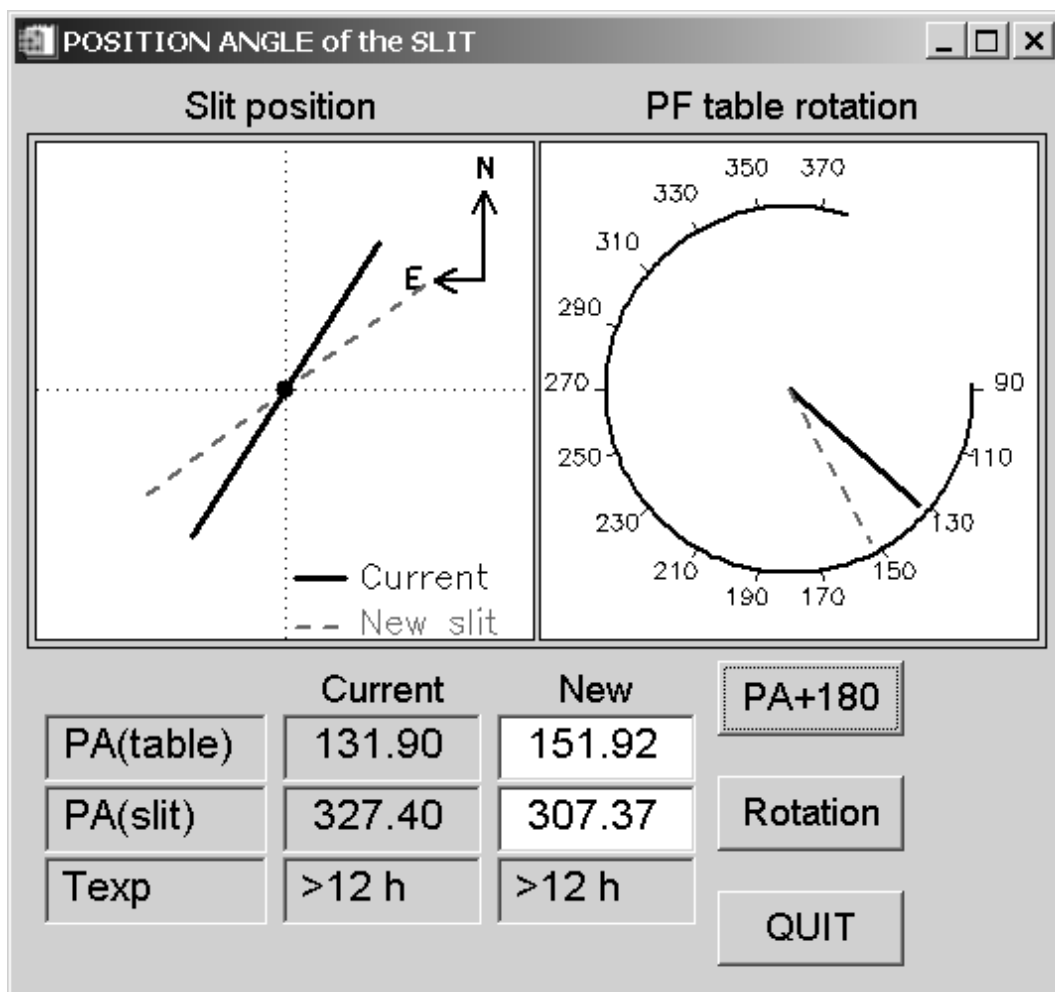 POSITION ANGLE of the SLIT
Slit position
PF table rotation
N
E
Current
New slit
350 370
330
310
290
270
250
230
210
190
170
150
130
110
90
Current New
PA(table) 131.90 151.92
PA(slit) 327.40 307.37
Texp >12 h >12 h
PA+180
Rotation
QUIT